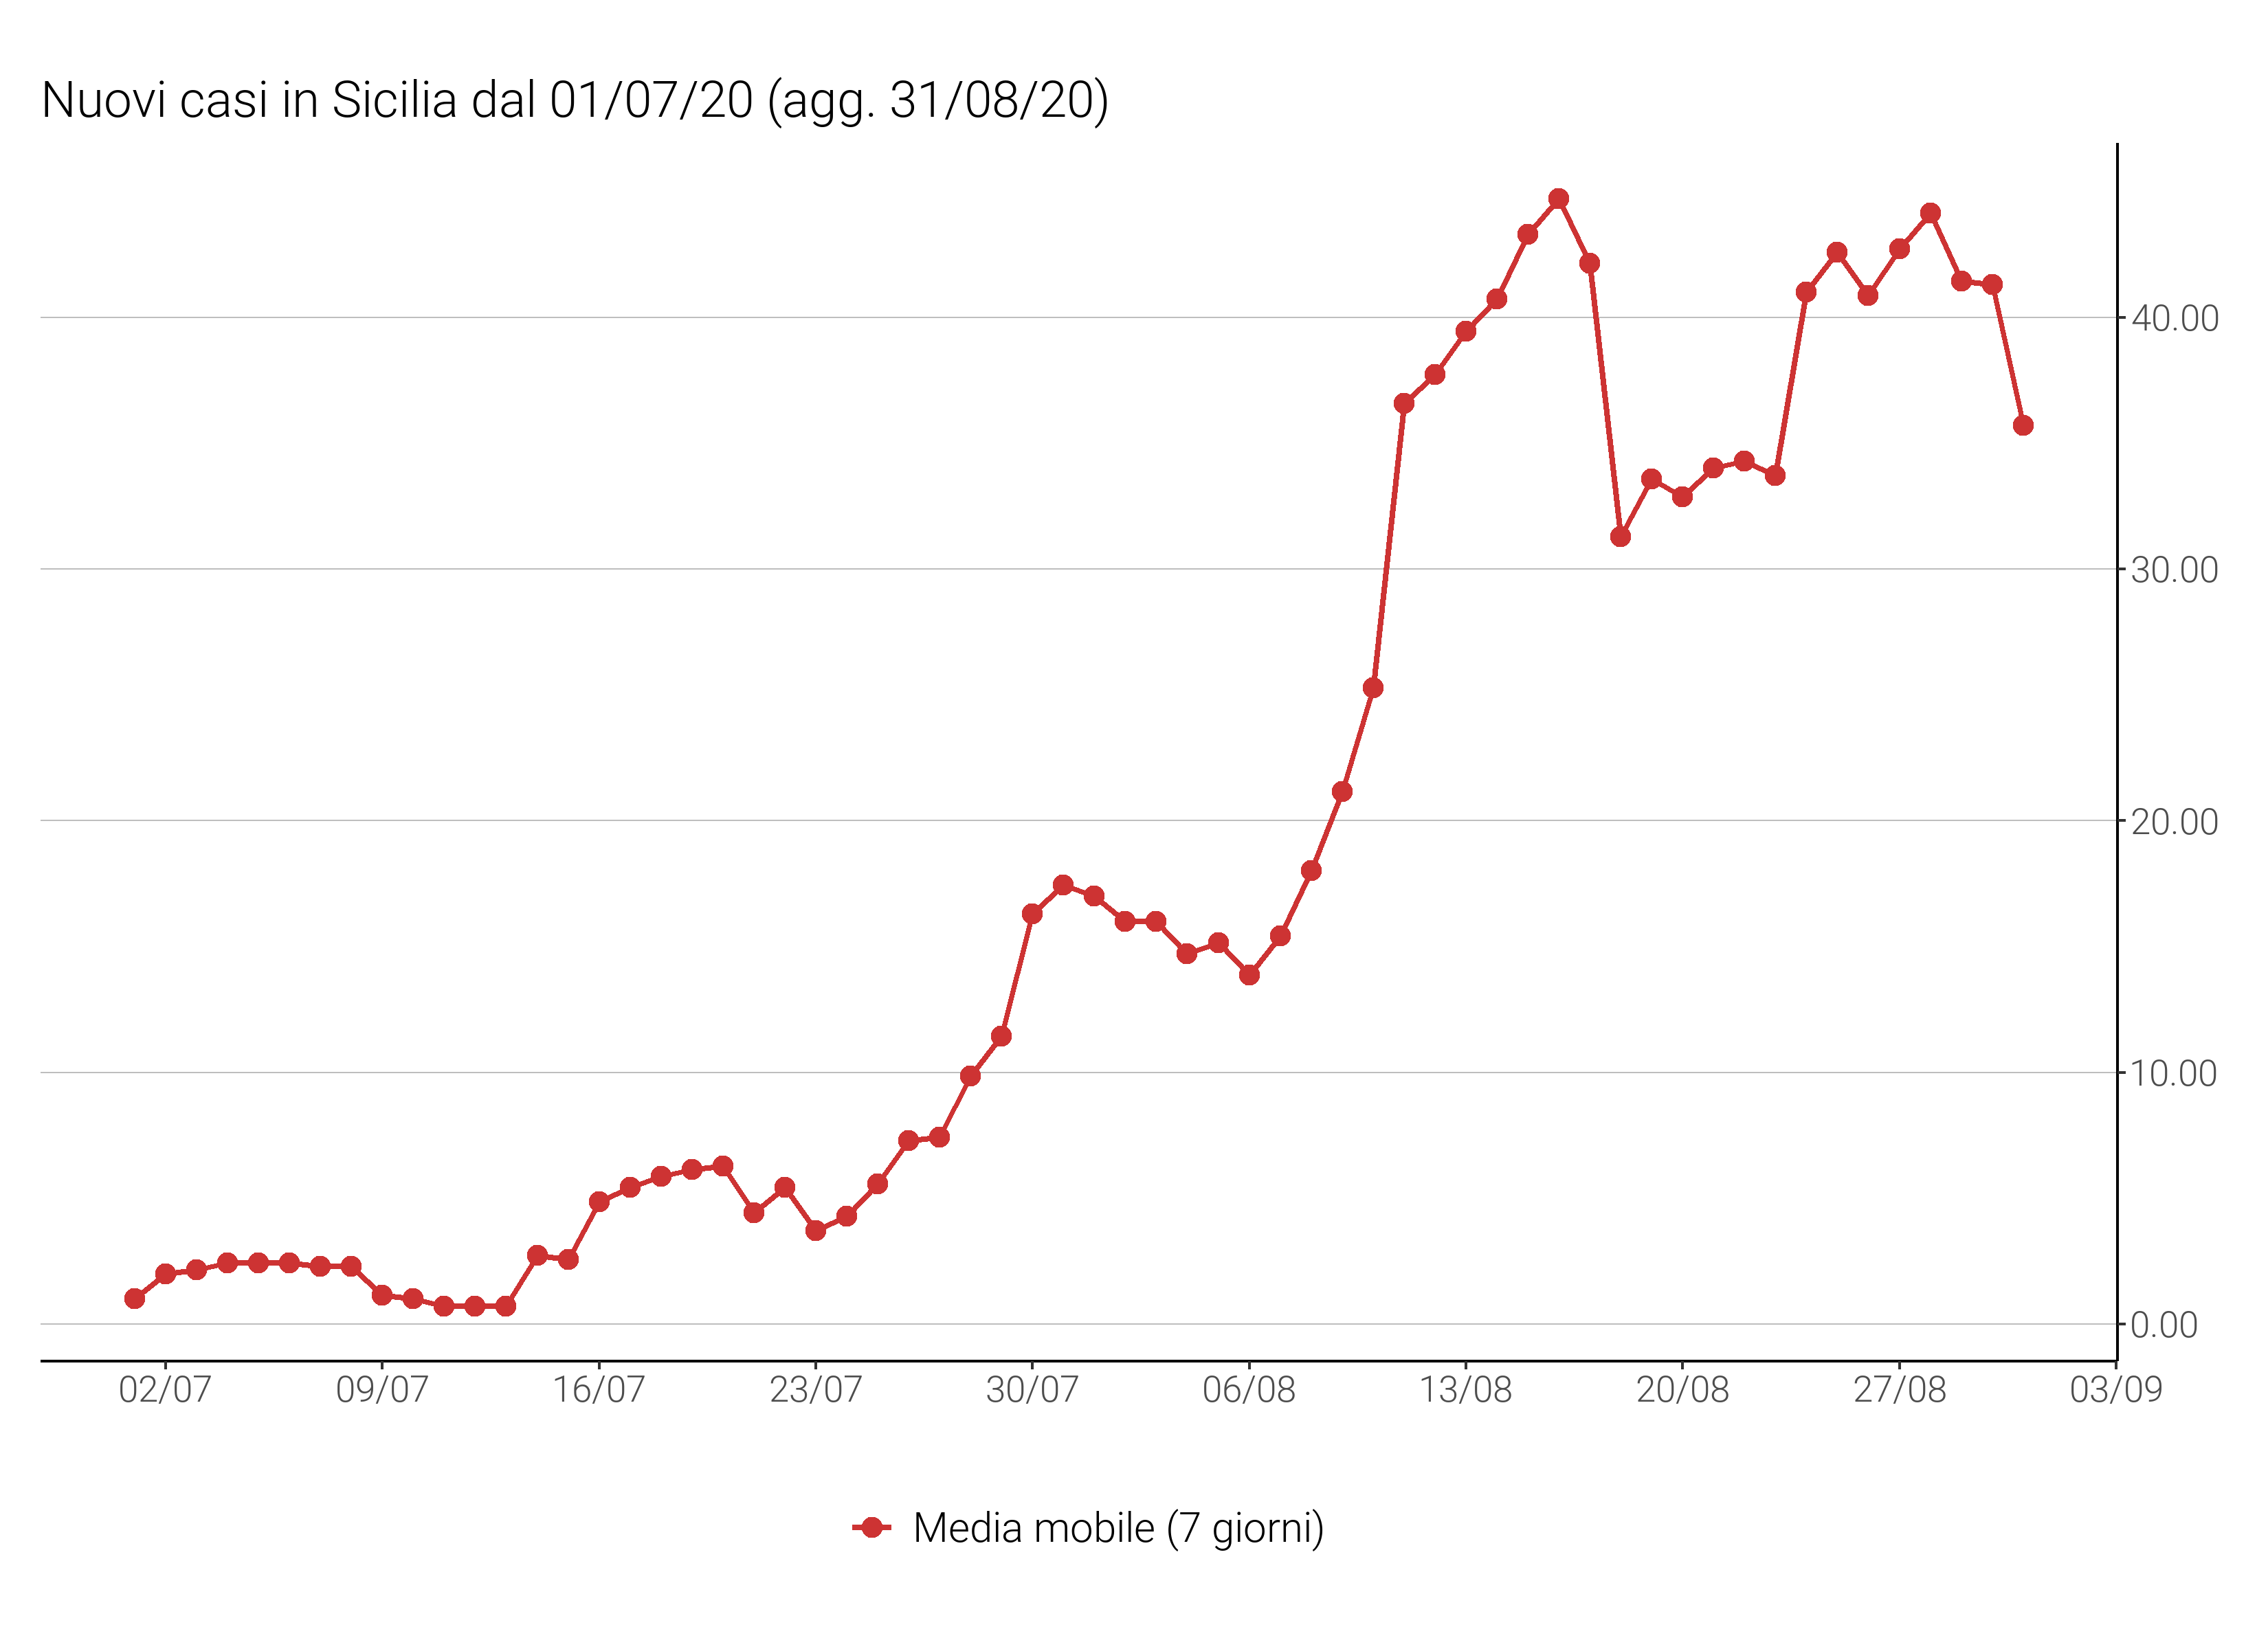 Nuovi casi in Sicilia dal 01/07/20 (agg. 31/08/20)
40.00
30.00
20.00
10.00
0.00
02/07 09/07 16/07 23/07 30/07 06/08 13/08 20/08 27/08 03/09
Media mobile (7 giorni)